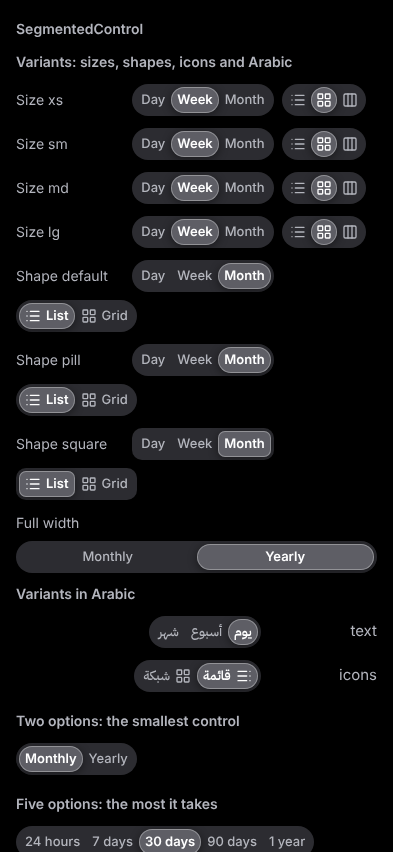 SegmentedControl
Variants: sizes, shapes, icons and Arabic
Size xs Day Week Month
Size sm Day Week Month
Size md Day Week Month
Size lg Day Week Month
Shape default Day Week Month
List Grid
Shape pill Day Week Month
List Grid
Shape square Day Week Month
List Grid
Full width
Monthly Yearly
Variants in Arabic
text يوم أسبوع شهر
icons قائمة شبكة
Two options: the smallest control
Monthly Yearly
Five options: the most it takes
24 hours 7 days 30 days 90 days 1 year